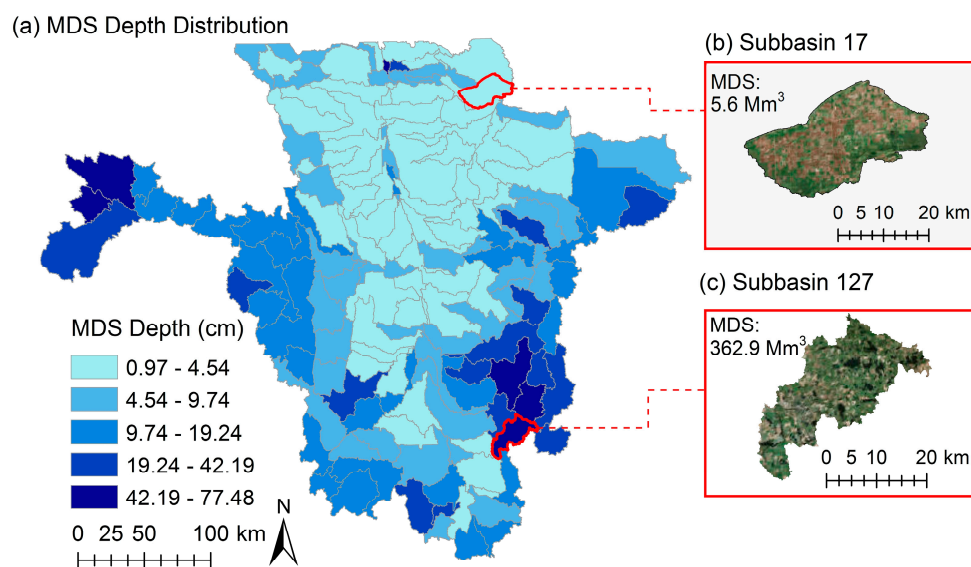 (a) MDS Depth Distribution
MDS Depth (cm)
0.97 - 4.54
4.54 - 9.74
9.74 - 19.24
19.24 - 42.19
42.19 - 77.48
0 25 50 100 km
N
(b) Subbasin 17
MDS:
5.6 Mm³
0 5 10 20 km
(c) Subbasin 127
MDS:
362.9 Mm³
0 5 10 20 km